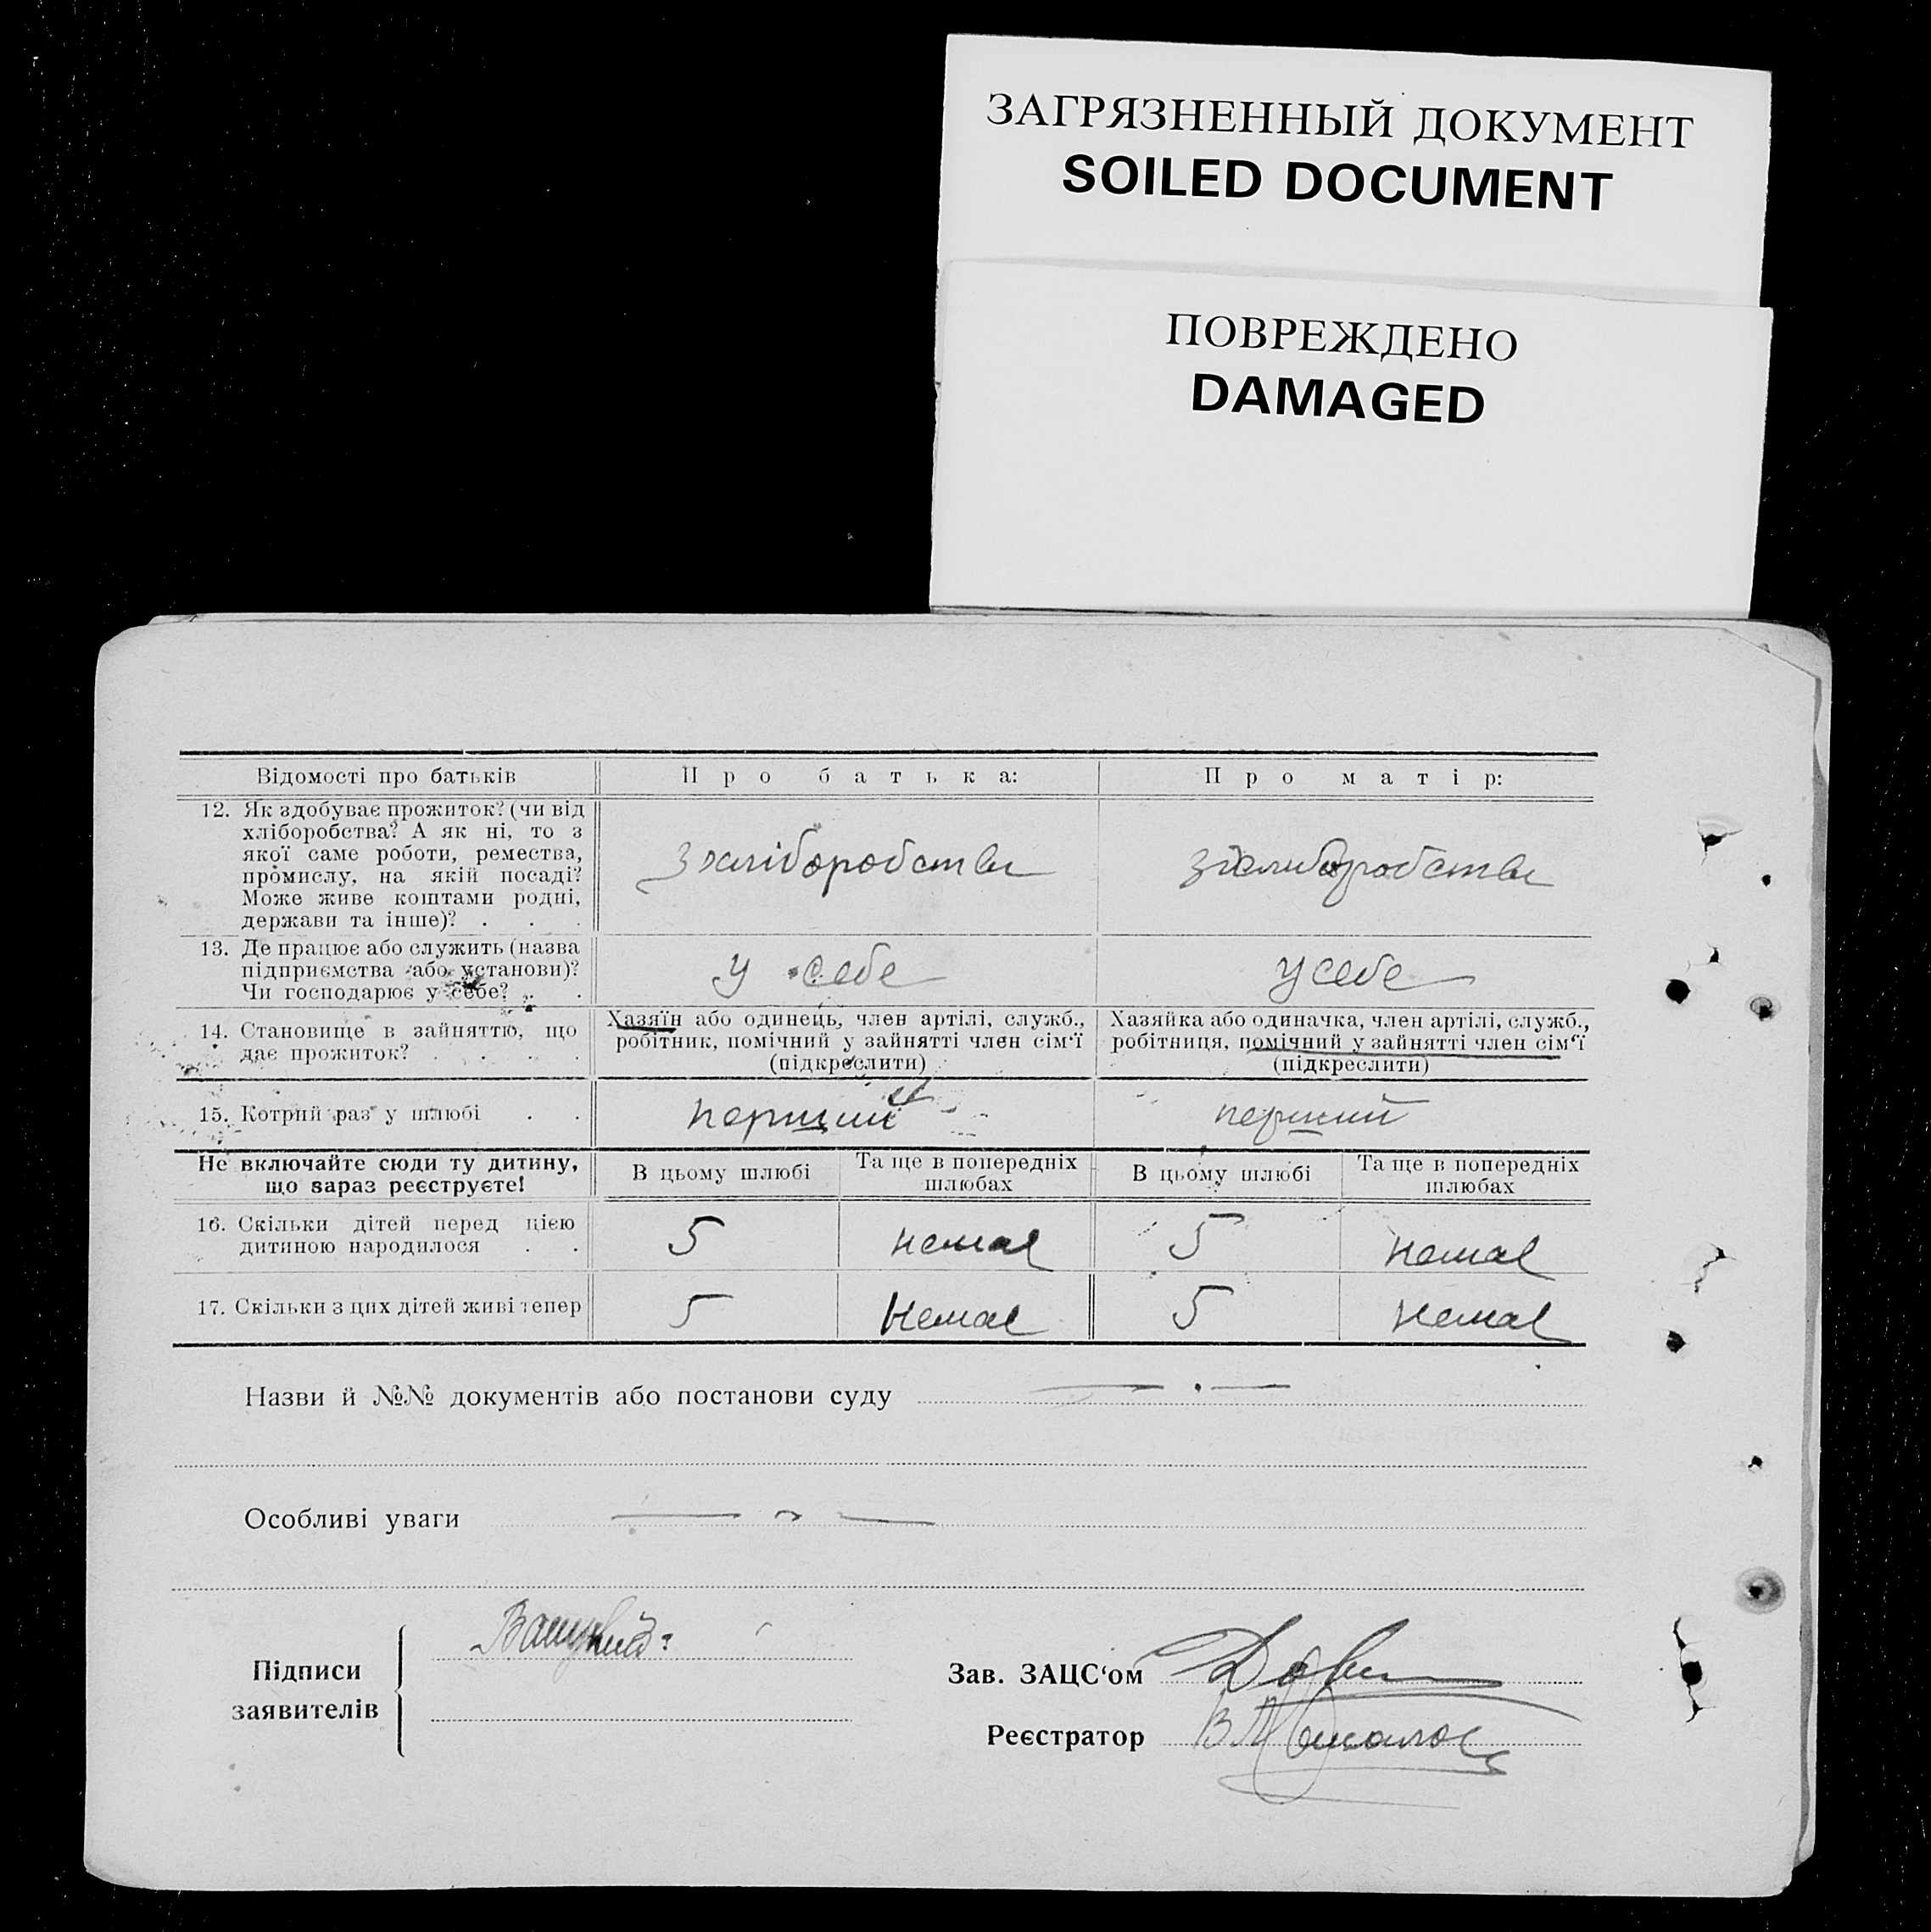 ЗАГРЯЗНЕННЫЙ ДОКУМЕНТ
SOILED DOCUMENT
ПОВРЕЖДЕНО
DAMAGED
Відомості про батьків
Про батька:
Про матір:
12. Як здобуває прожиток? (чи від
хліборобства? А як ні, то з
якої саме роботи, ремества,
промислу, на якій посаді?
Може живе коштами родні,
держави та інше)? . . .
з хліборобства
з хлиборобства
13. Де працює або служить (назва
підприємства або установи)?
Чи господарює у себе? . .
у себе
у себе
14. Становище в зайняттю, що
дає прожиток? . . . .
Хазяїн або одинець, член артілі, служб.,
робітник, помічний у зайнятті член сім'ї
(підкреслити)
Хазяйка або одиначка, член артілі, служб.,
робітниця, помічний у зайнятті член сім'ї
(підкреслити)
15. Котрий раз у шлюбі . .
перший
перший
Не включайте сюди ту дитину,
що зараз реєструєте!
В цьому шлюбі
Та ще в попередніх
шлюбах
В цьому шлюбі
Та ще в попередніх
шлюбах
16. Скільки дітей перед цією
дитиною народилося . .
5
немає
5
немає
17. Скільки з цих дітей живі тепер
5
немає
5
немає
Назви й №№ документів або постанови суду
Особливі уваги
Підписи
заявителів
Зав. ЗАЦС'ом
Реєстратор